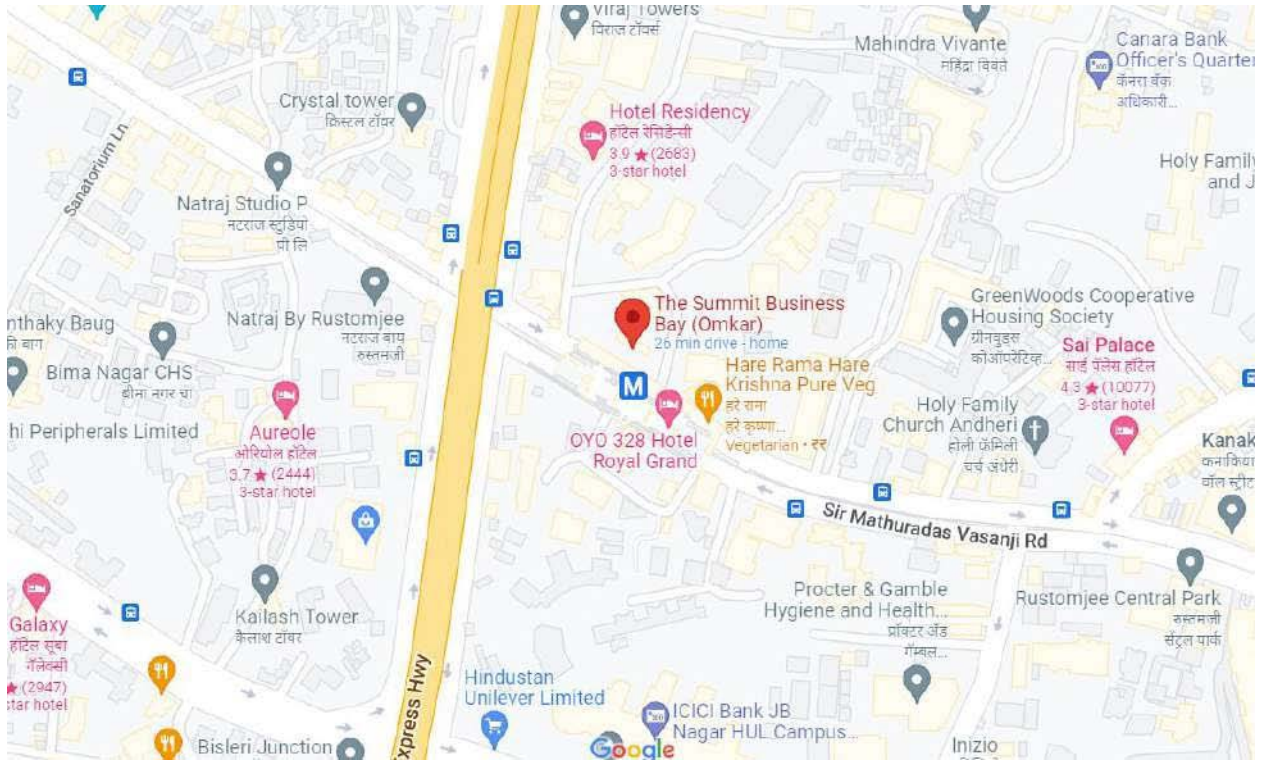 Viraj Towers
विराज टॉवर्स
Mahindra Vivante
महिंद्रा विवंते
Canara Bank
Officer's Quarter
कॅनरा बँक
अधिकारी...
Crystal tower
क्रिस्टल टॉवर
Hotel Residency
हॉटेल रेसिडेन्सी
3.9 ★ (2683)
3-star hotel
Holy Family
and J
Sanatorium Ln
Natraj Studio P
नटराज स्टुडियो
पी लि
Natraj By Rustomjee
नटराज बाय
रुस्तमजी
The Summit Business
Bay (Omkar)
26 min drive - home
GreenWoods Cooperative
Housing Society
ग्रीनवुड्स
कोऑपरेटिव्ह...
nthaky Baug
बाग
Bima Nagar CHS
बीमा नगर चा
Sai Palace
साई पॅलेस हॉटेल
4.3 ★ (10077)
3-star hotel
M
Hare Rama Hare
Krishna Pure Veg
हरे रामा
हरे कृष्णा...
Vegetarian • ₹₹
Holy Family
Church Andheri
होली फॅमिली
चर्च अंधेरी
hi Peripherals Limited
Aureole
ओरियोल हॉटेल
3.7 ★ (2444)
3-star hotel
OYO 328 Hotel
Royal Grand
Kanak
कनाकिया
वॉल स्ट्रीट
Sir Mathuradas Vasanji Rd
Procter & Gamble
Hygiene and Health...
प्रॉक्टर अँड
गॅम्बल...
Rustomjee Central Park
रुस्तमजी
सेंट्रल पार्क
Kailash Tower
कैलाश टॉवर
Galaxy
हॉटेल सूबा
गॅलेक्सी
★ (2947)
star hotel
Express Hwy
Hindustan
Unilever Limited
ICICI Bank JB
Nagar HUL Campus...
Bisleri Junction
Google
Inizio